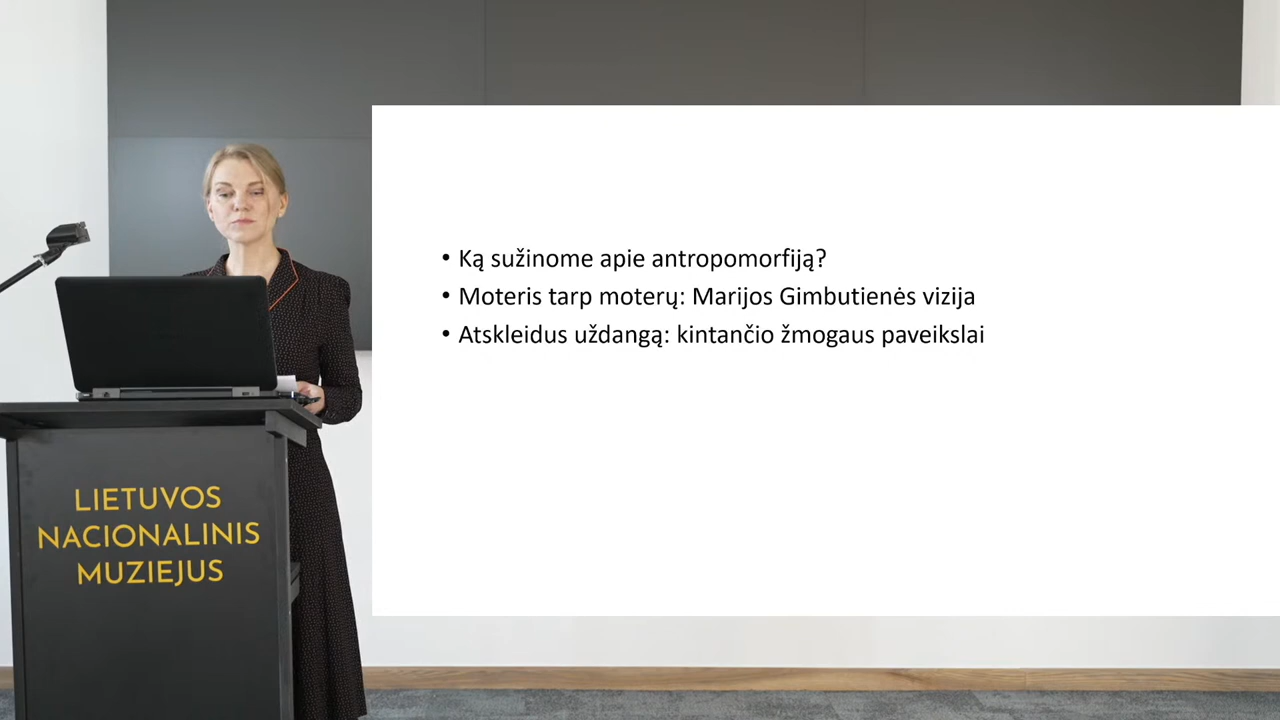 • Ką sužinome apie antropomorfiją?
• Moteris tarp moterų: Marijos Gimbutienės vizija
• Atskleidus uždangą: kintančio žmogaus paveikslai
LIETUVOS
NACIONALINIS
MUZIEJUS